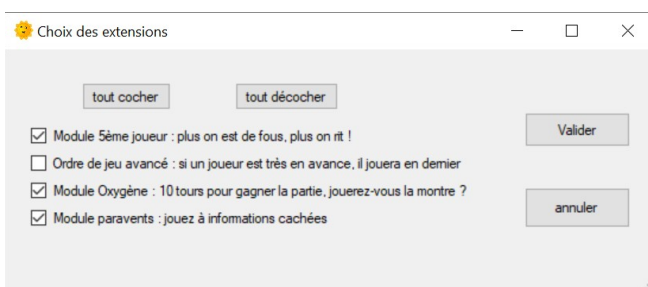 Choix des extensions
tout cocher tout décocher
Module 5ème joueur : plus on est de fous, plus on rit !
Valider
Ordre de jeu avancé : si un joueur est très en avance, il jouera en dernier
Module Oxygène : 10 tours pour gagner la partie, jouerez-vous la montre ?
annuler
Module paravents : jouez à informations cachées